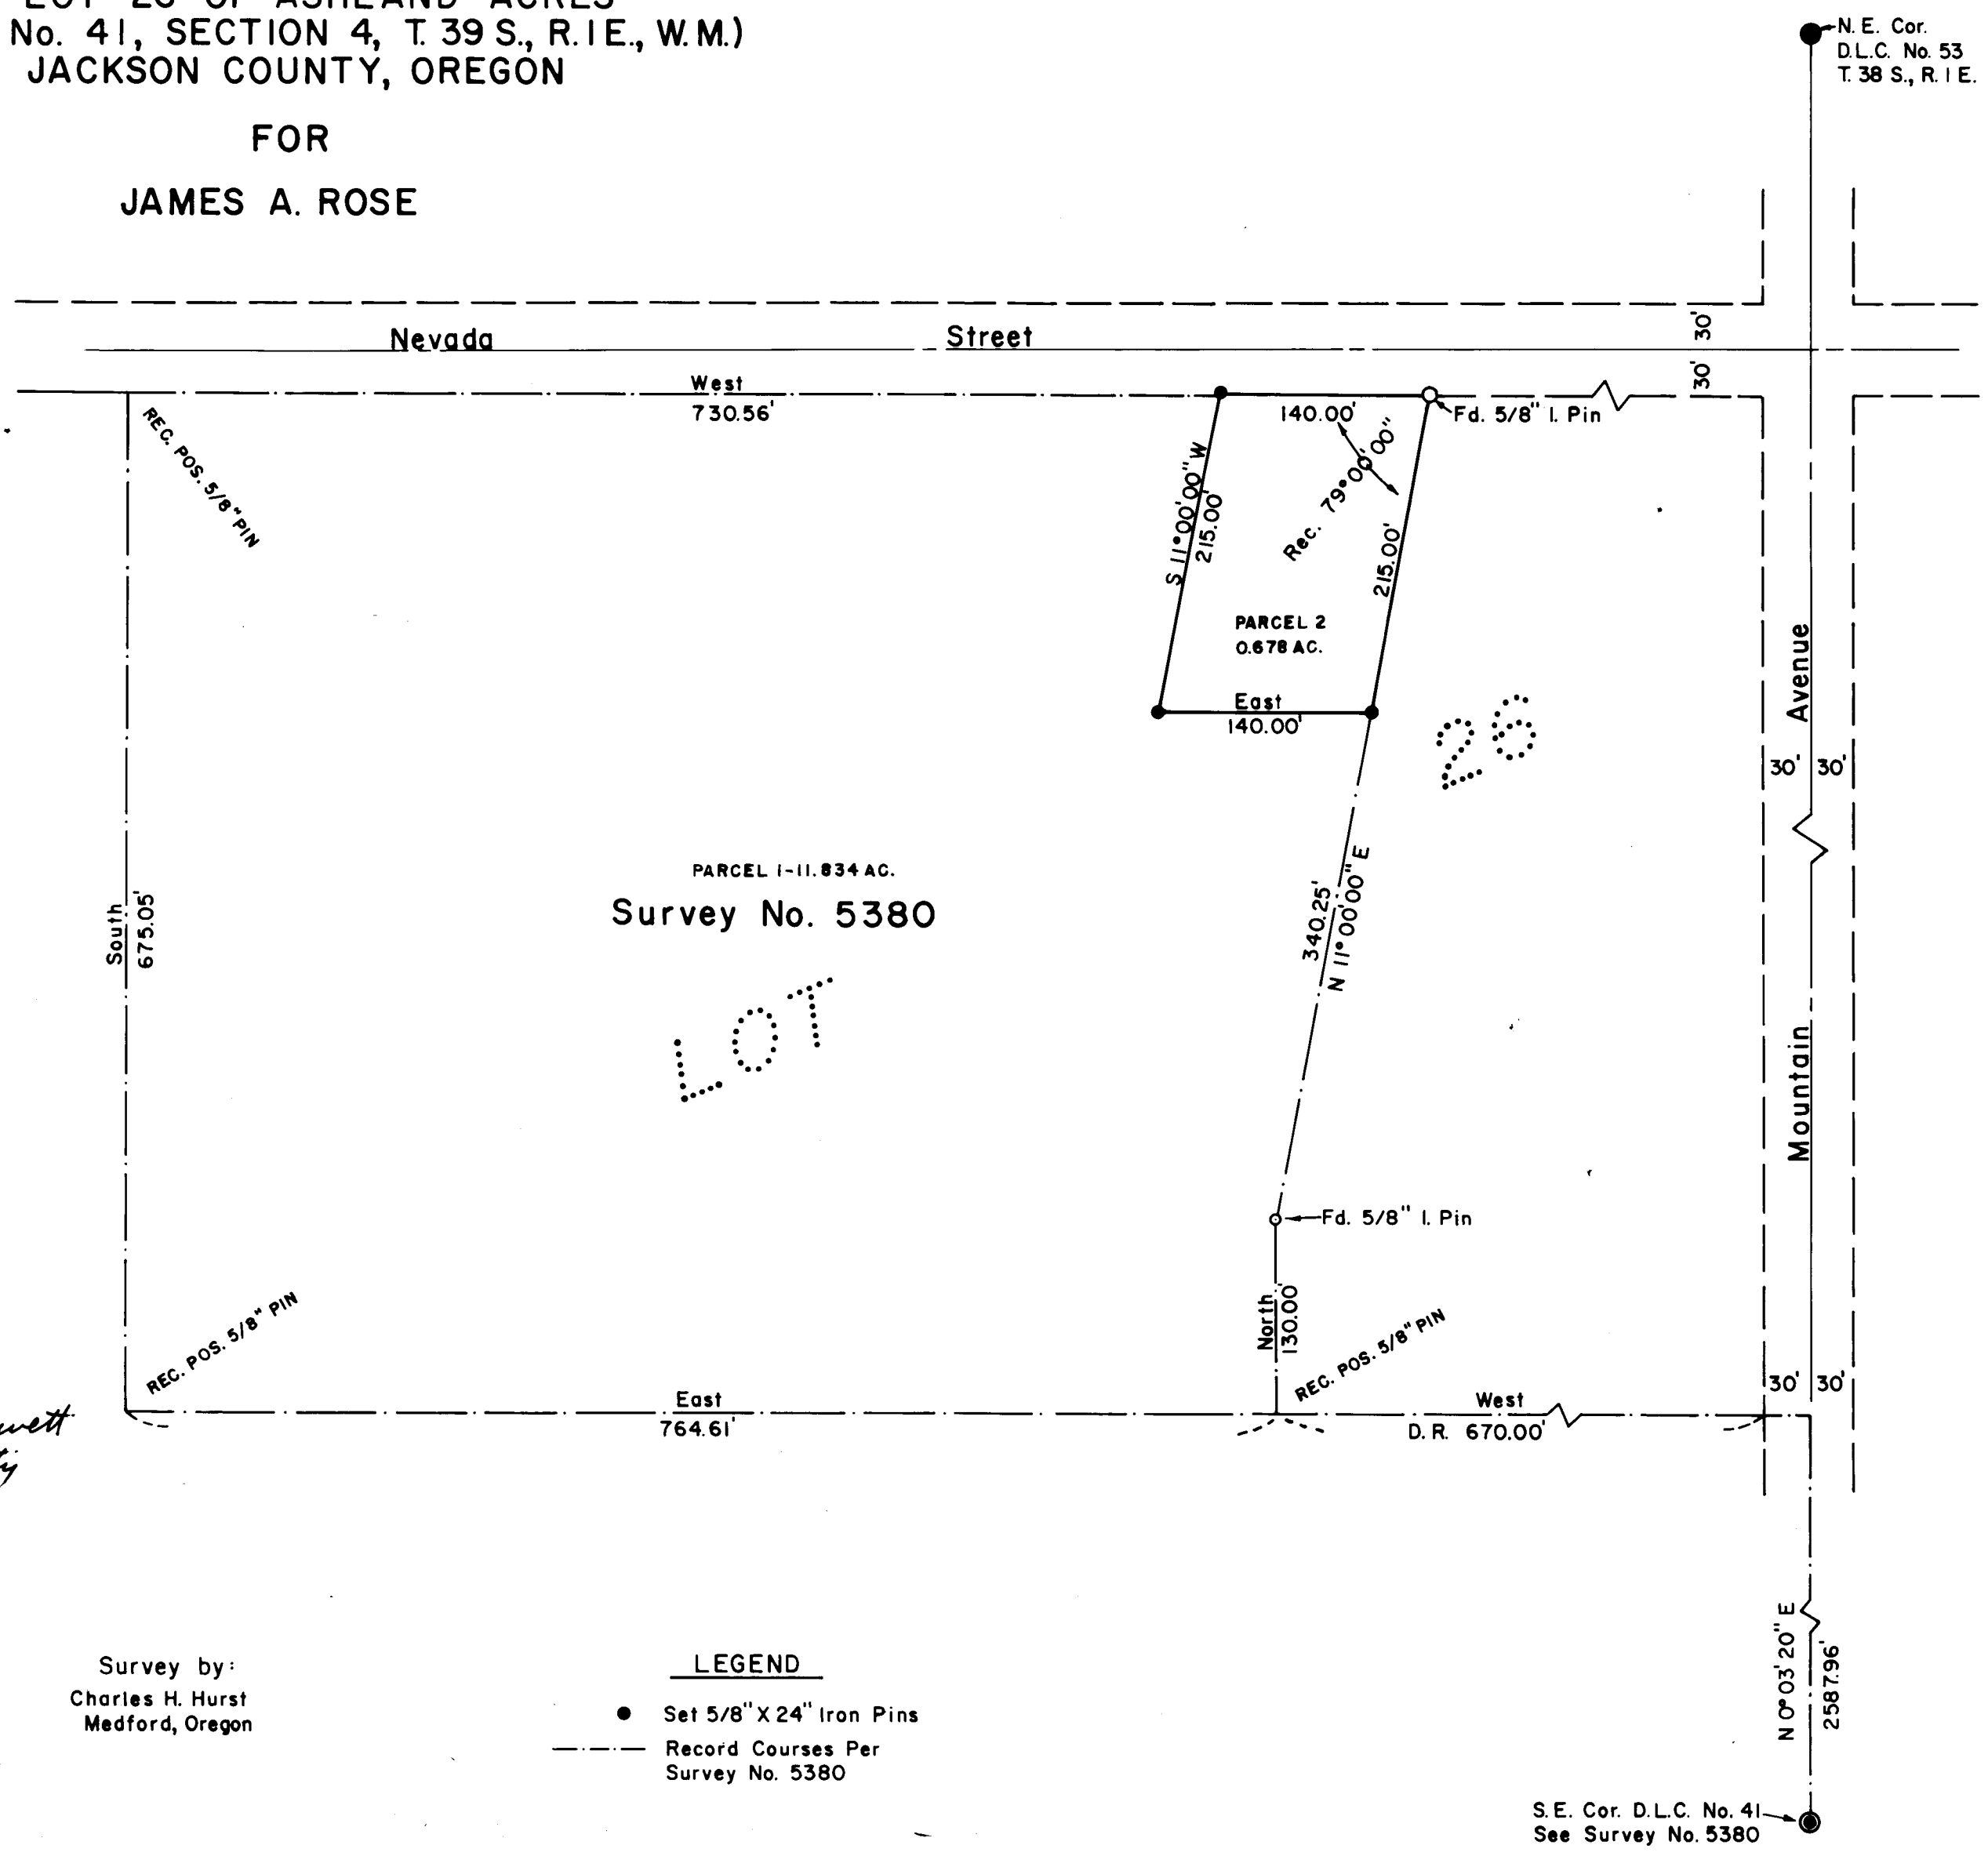 LOT 26 OF ASHLAND ACRES
No. 41, SECTION 4, T. 39 S., R. 1 E., W. M.)
JACKSON COUNTY, OREGON
FOR
JAMES A. ROSE
N. E. Cor.
D.L.C. No. 53
T. 38 S., R. 1 E.
Nevada Street
30'
30'
West
730.56'
140.00'
Fd. 5/8" I. Pin
REC. POS. 5/8" PIN
S 11°00'00" W
215.00'
Rec. 79°00'00"
215.00'
PARCEL 2
0.678 AC.
East
140.00'
26
Mountain Avenue
30' 30'
PARCEL 1-11.834 AC.
Survey No. 5380
LOT
South
675.05'
340.25'
N 11°00'00" E
Fd. 5/8" I. Pin
North
130.00'
REC. POS. 5/8" PIN
REC. POS. 5/8" PIN
30' 30'
East
764.61'
West
D. R. 670.00'
N 0°03'20" E
2587.96'
Survey by:
Charles H. Hurst
Medford, Oregon
LEGEND
Set 5/8" X 24" Iron Pins
Record Courses Per
Survey No. 5380
S.E. Cor. D.L.C. No. 41
See Survey No. 5380